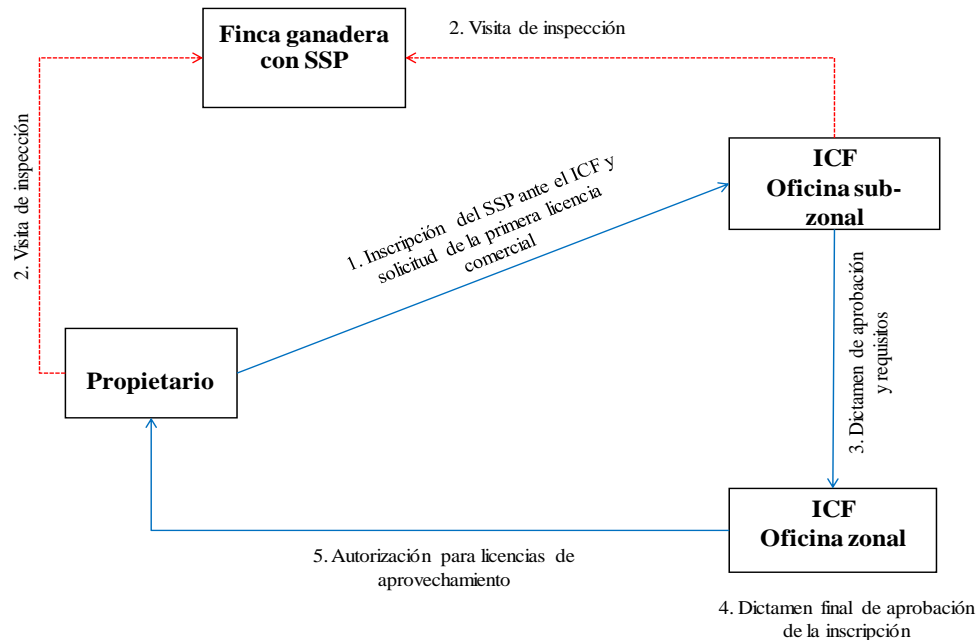 Finca ganadera
con SSP
2. Visita de inspección
2. Visita de inspección
ICF
Oficina sub-
zonal
1. Inscripción del SSP ante el ICF y
solicitud de la primera licencia
comercial
Propietario
3. Dictamen de aprobación
y requisitos
ICF
Oficina zonal
5. Autorización para licencias de
aprovechamiento
4. Dictamen final de aprobación
de la inscripción